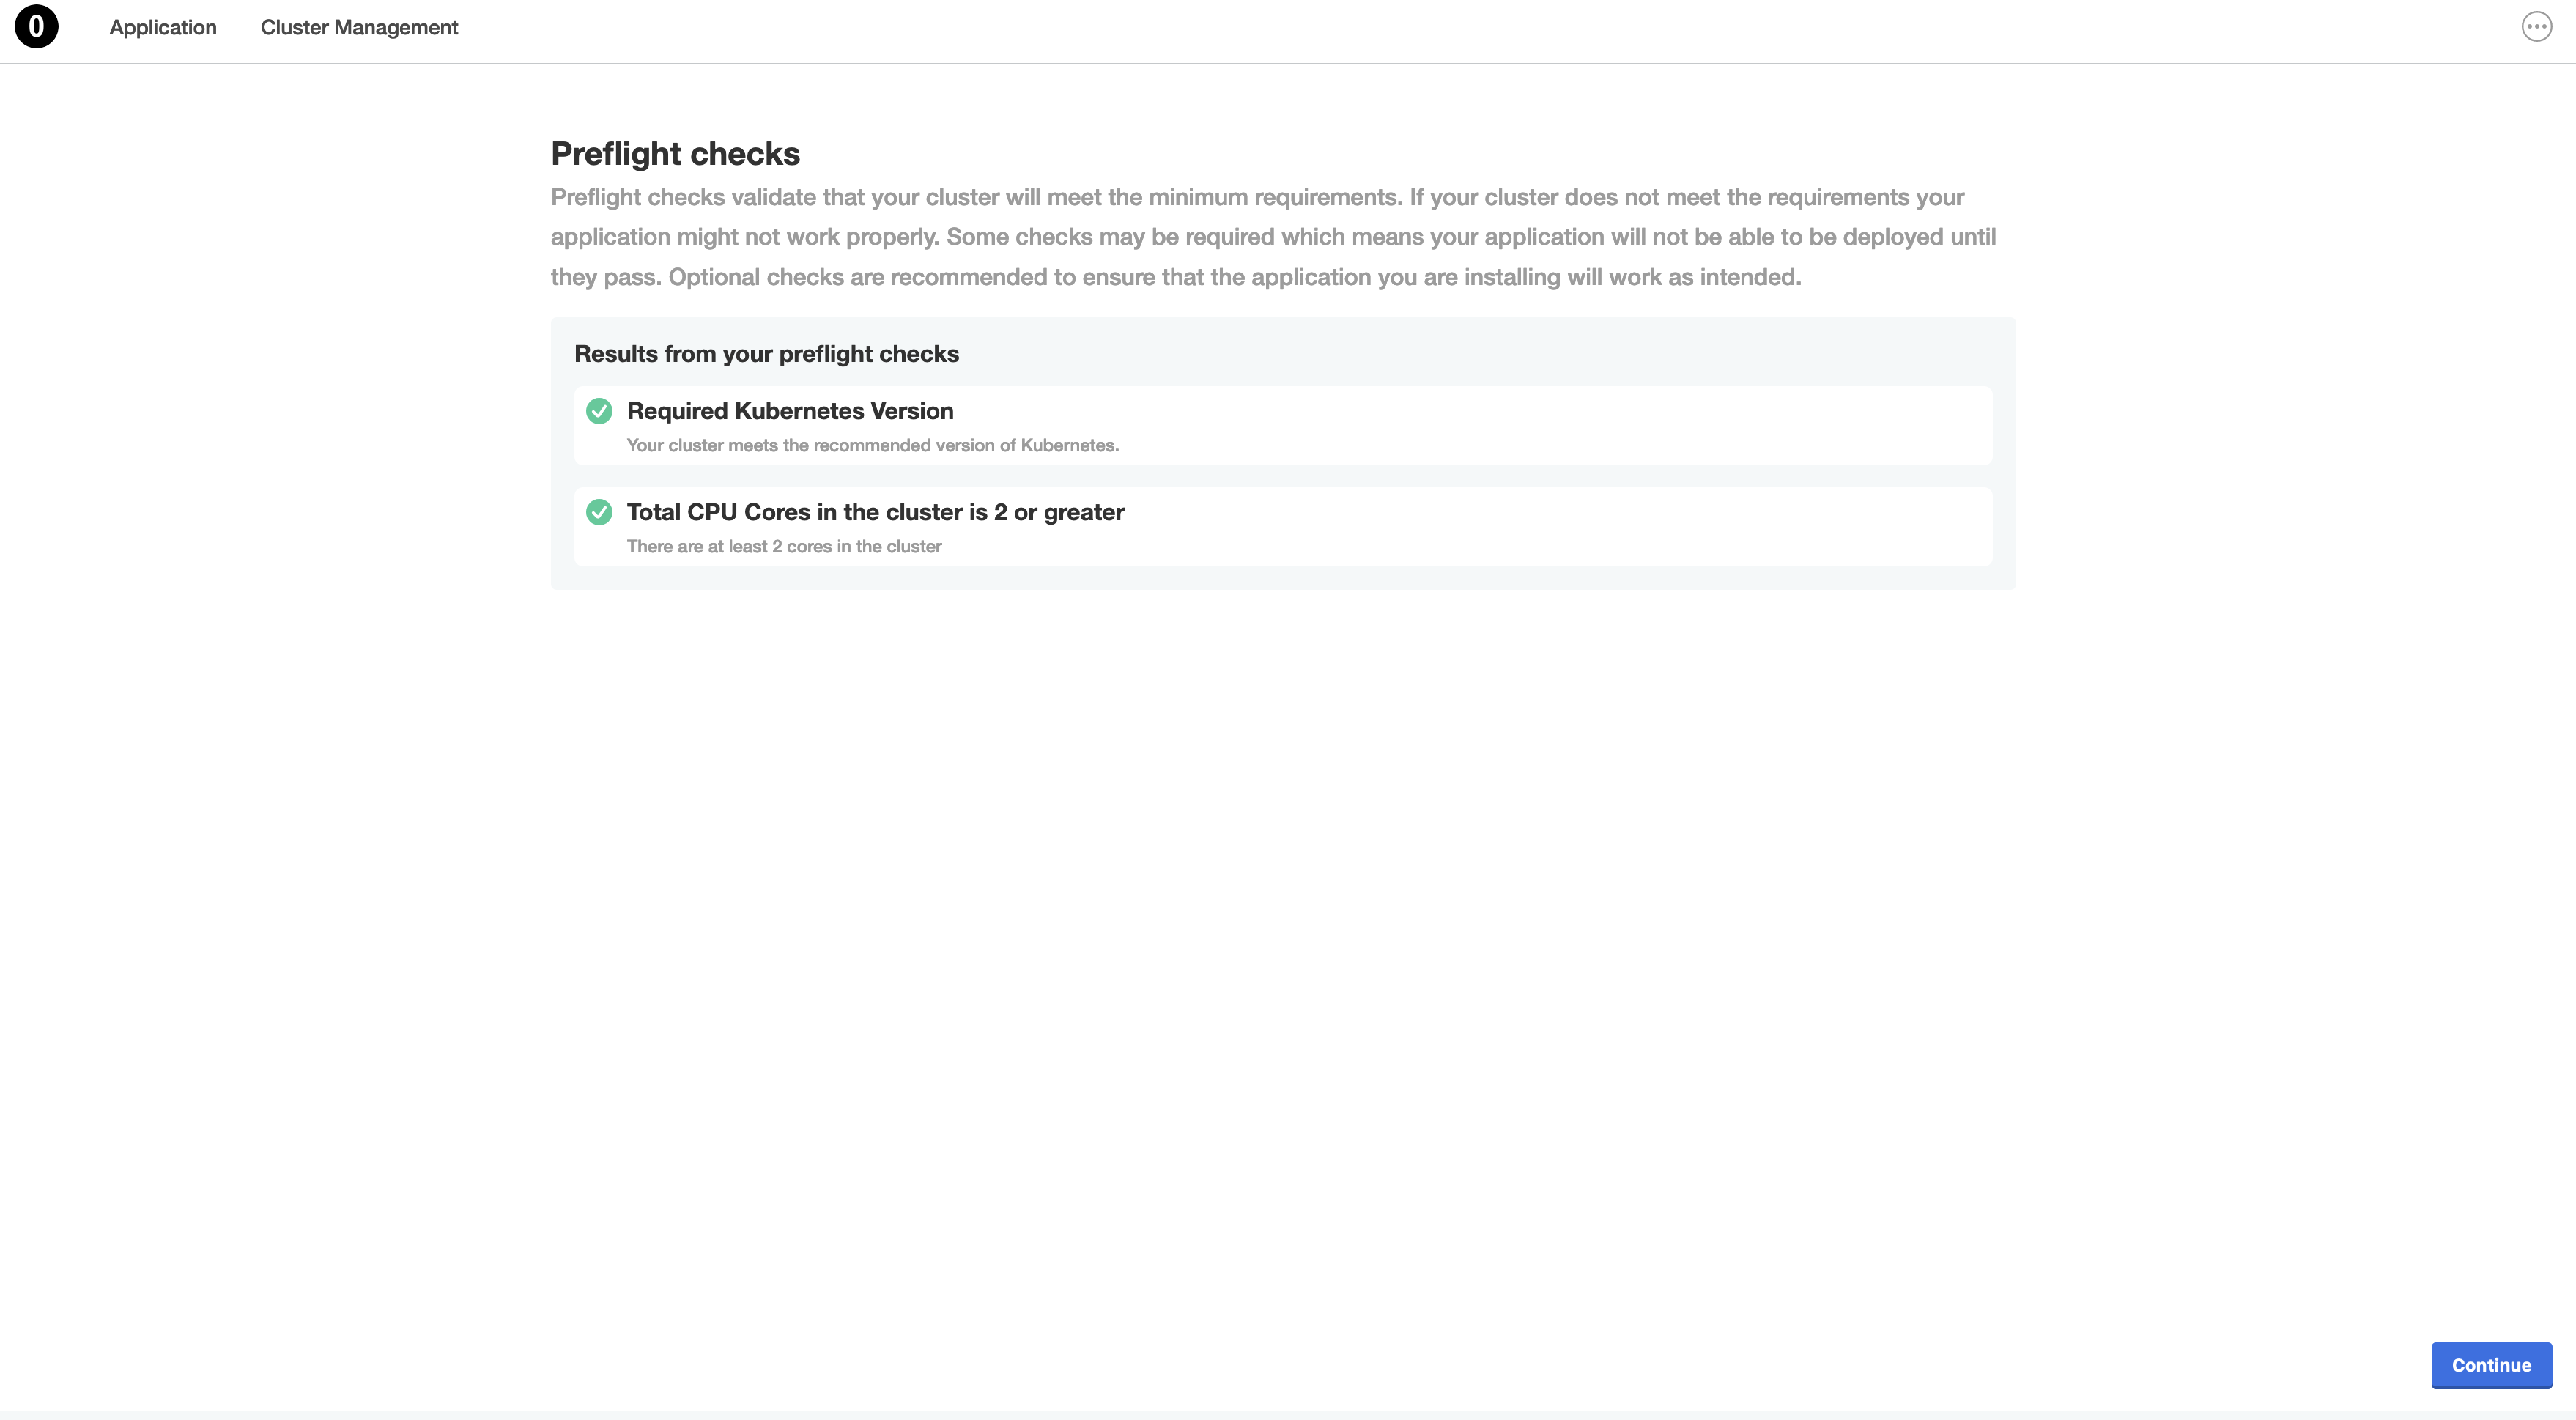 0
Application
Cluster Management
Preflight checks
Preflight checks validate that your cluster will meet the minimum requirements. If your cluster does not meet the requirements your
application might not work properly. Some checks may be required which means your application will not be able to be deployed until
they pass. Optional checks are recommended to ensure that the application you are installing will work as intended.
Results from your preflight checks
Required Kubernetes Version
Your cluster meets the recommended version of Kubernetes.
Total CPU Cores in the cluster is 2 or greater
There are at least 2 cores in the cluster
Continue